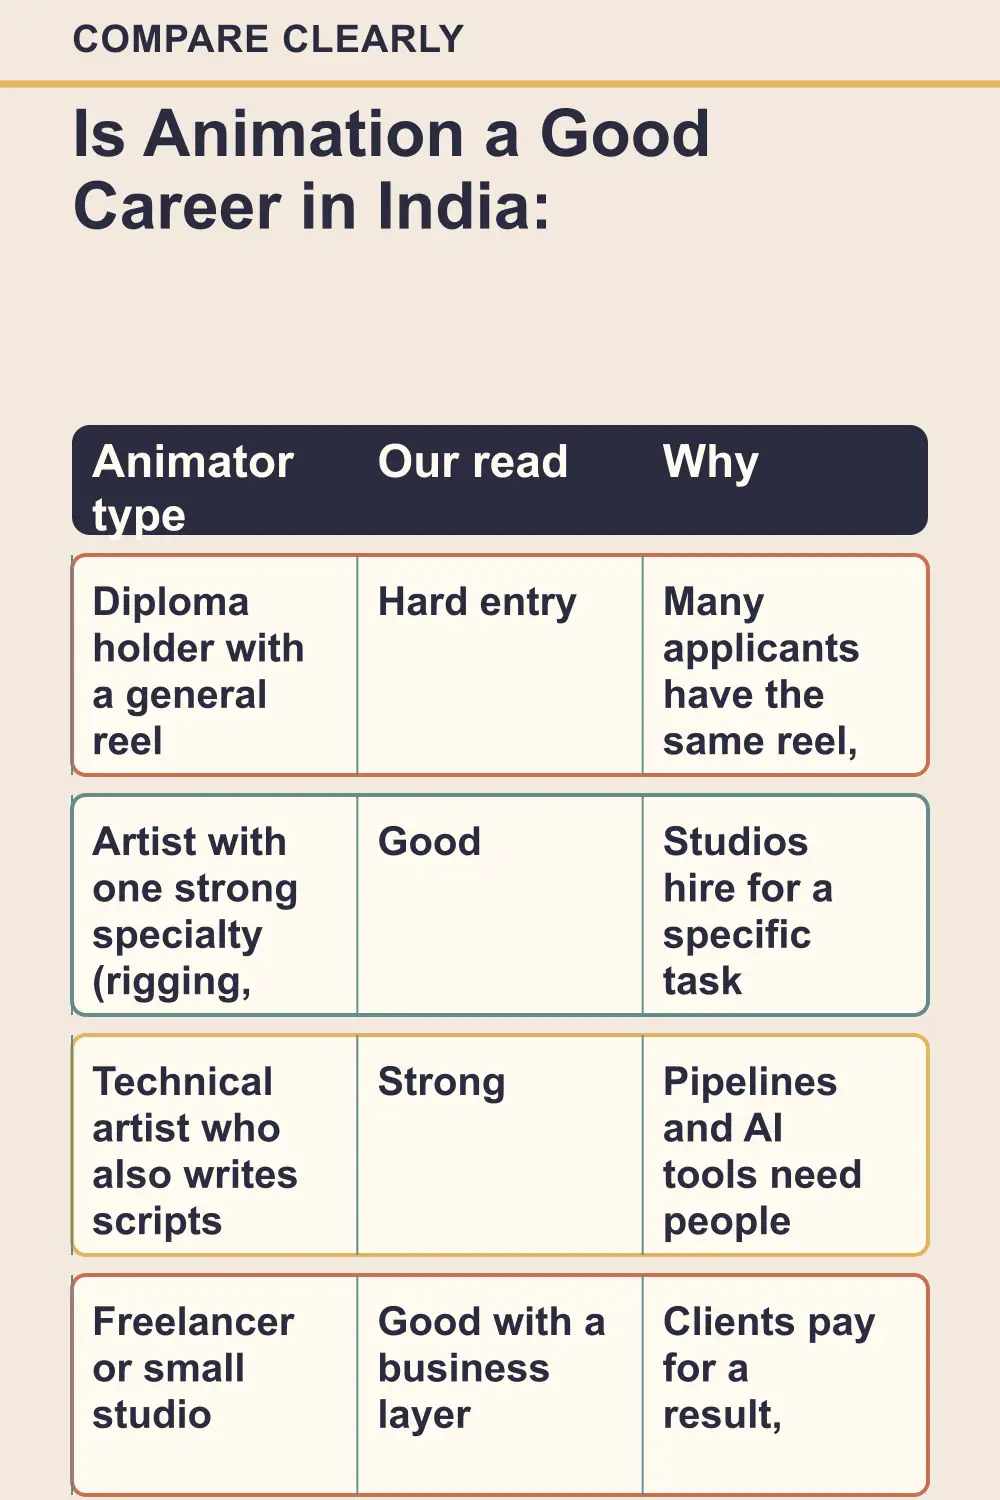 COMPARE CLEARLY
Is Animation a Good
Career in India:
Animator
type
Our read
Why
Diploma
holder with
a general
reel
Hard entry
Many
applicants
have the
same reel,
Artist with
one strong
specialty
(rigging,
Good
Studios
hire for a
specific
task
Technical
artist who
also writes
scripts
Strong
Pipelines
and AI
tools need
people
Freelancer
or small
studio
Good with a
business
layer
Clients pay
for a
result,